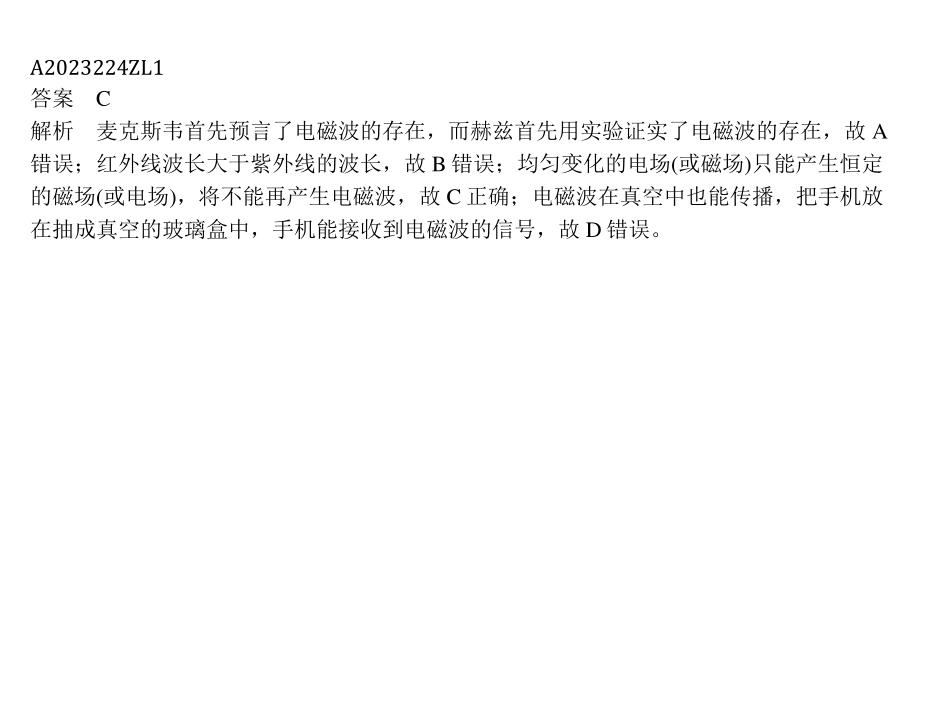 A2023224ZL1
答案　C
解析　麦克斯韦首先预言了电磁波的存在，而赫兹首先用实验证实了电磁波的存在，故 A
错误；红外线波长大于紫外线的波长，故 B 错误；均匀变化的电场(或磁场)只能产生恒定
的磁场(或电场)，将不能再产生电磁波，故 C 正确；电磁波在真空中也能传播，把手机放
在抽成真空的玻璃盒中，手机能接收到电磁波的信号，故 D 错误。